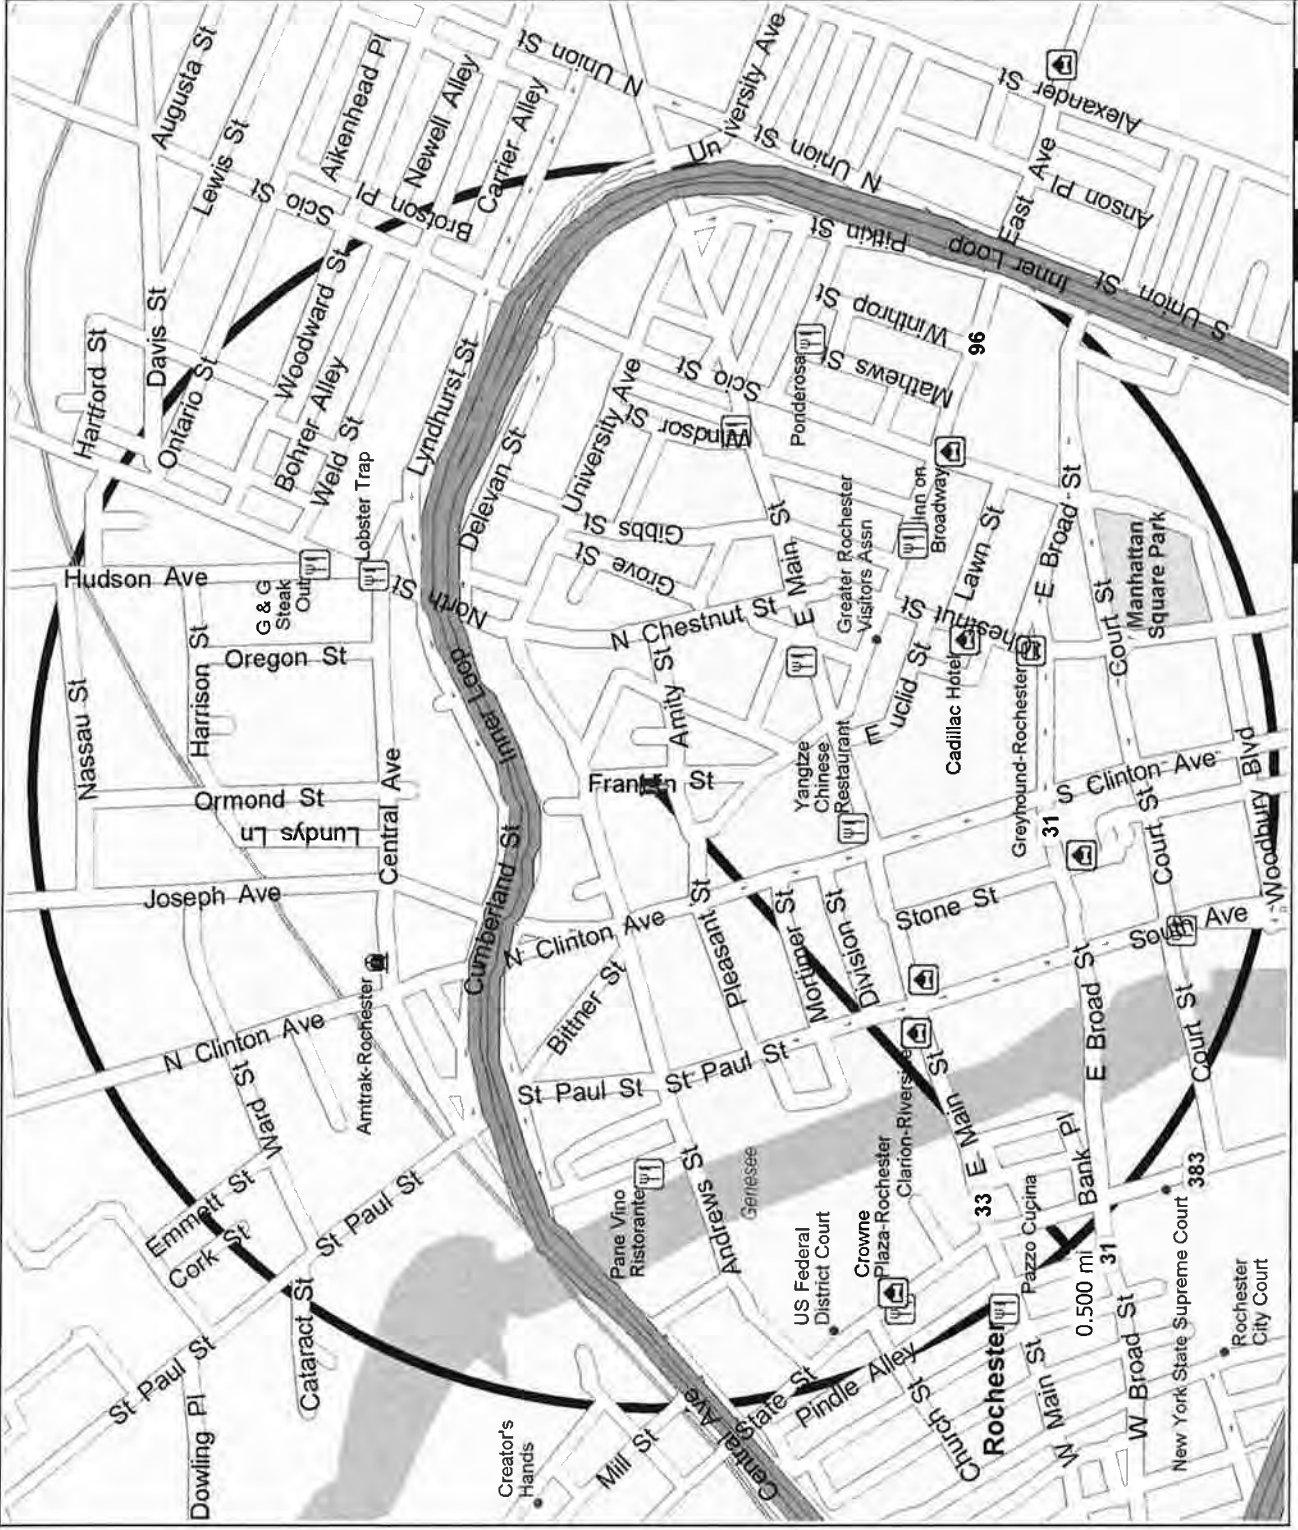 Augusta St
Lewis St
Aikenhead Pl
Newell Alley
Carrier Alley
N Union St
University Ave
N Union St
Alexander St
Anson Pl
East Ave
Scio St
Brotson Pl
Hartford St
Davis St
Ontario St
Woodward St
Bohrer Alley
Weld St
Lyndhurst St
Delevan St
University Ave
Windsor St
Scio St
Ponderosa
Mathews St
Winthrop St
Pitkin St
Inner Loop
S Union St
96
Hudson Ave
G & G
Steak
Out
Lobster Trap
North St
Gibbs St
Grove St
E Main St
Greater Rochester
Visitors Assn
Inn on
Broadway
Lawn St
E Broad St
Manhattan
Square Park
Nassau St
Harrison St
Oregon St
Inner Loop
N Chestnut St
Amity St
Euclid St
Chestnut St
Cadillac Hotel
Greyhound-Rochester
Court St
Ormond St
Lundys Ln
Central Ave
Joseph Ave
Cumberland St
Franklin St
Yangtze
Chinese
Restaurant
31
S Clinton Ave
Woodbury Blvd
Court St
Amtrak-Rochester
N Clinton Ave
N Clinton Ave
Bittner St
Pleasant St
Mortimer St
Division St
Stone St
South Ave
Ward St
St Paul St
St Paul St
Clarion-Riverside
E Main St
E Broad St
Court St
Emmett St
Cork St
St Paul St
Cataract St
Pane Vino
Ristorante
Andrews St
Genesee
US Federal
District Court
Crowne
Plaza-Rochester
33
Pazzo Cucina
Bank Pl
383
0.500 mi
31
New York State Supreme Court
Rochester
City Court
St Paul St
Dowling Pl
Creator's
Hands
Mill St
Central Ave
State St
Pindle Alley
Church St
Rochester
W Main St
W Broad St